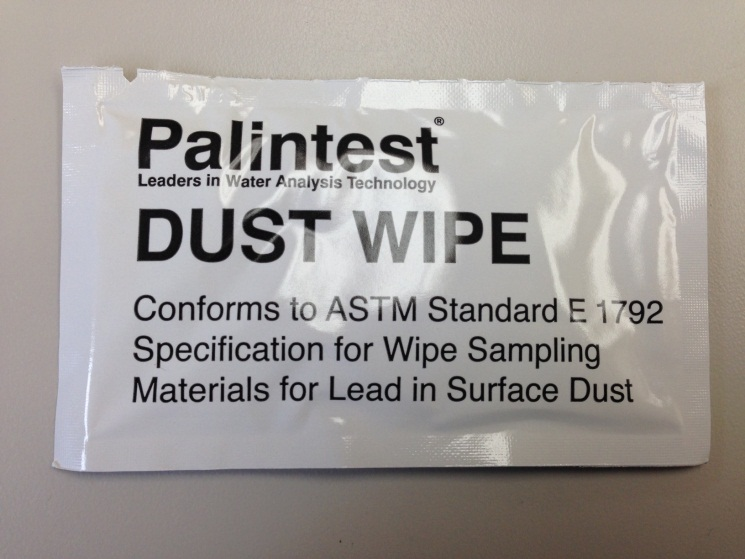 Palintest®
Leaders in Water Analysis Technology
DUST WIPE
Conforms to ASTM Standard E 1792
Specification for Wipe Sampling
Materials for Lead in Surface Dust